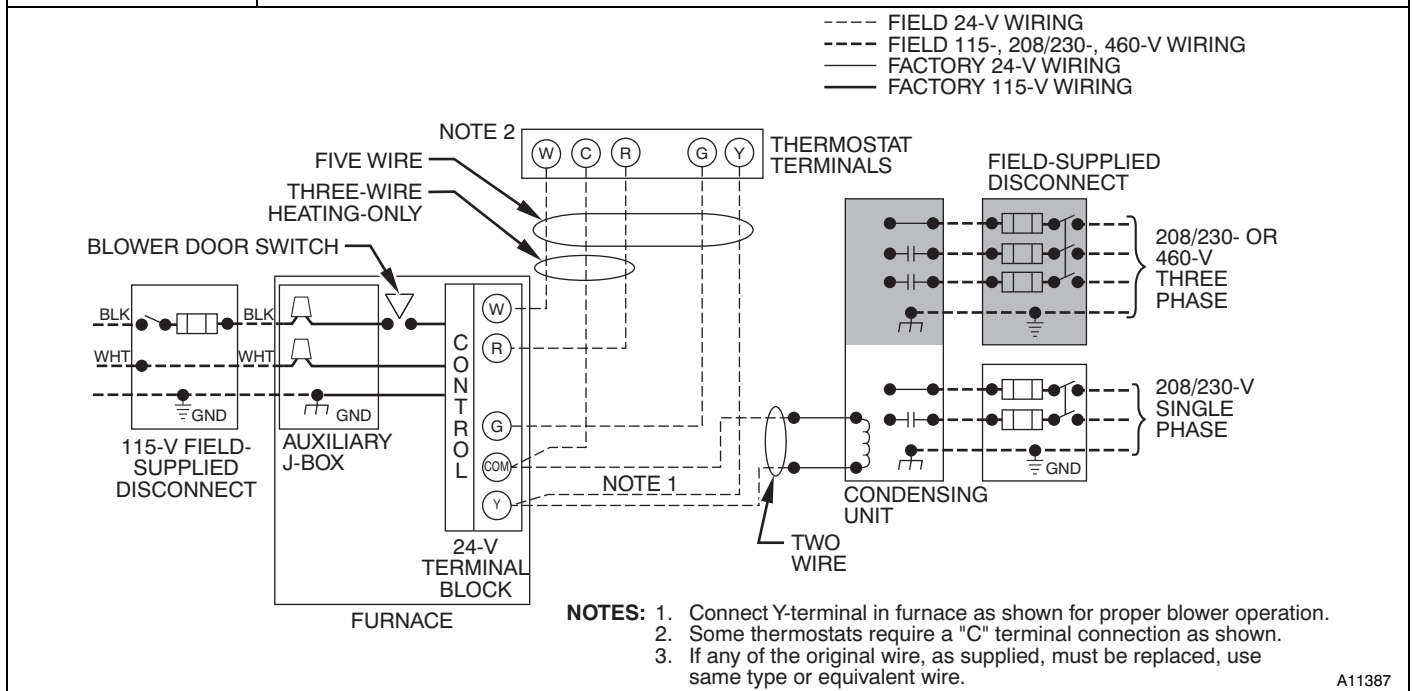 FIELD 24-V WIRING
FIELD 115-, 208/230-, 460-V WIRING
FACTORY 24-V WIRING
FACTORY 115-V WIRING
NOTE 2
W C R G Y
THERMOSTAT
TERMINALS
FIVE WIRE
THREE-WIRE
HEATING-ONLY
BLOWER DOOR SWITCH
FIELD-SUPPLIED
DISCONNECT
208/230- OR
460-V
THREE
PHASE
BLK
BLK
WHT
WHT
GND
GND
115-V FIELD-
SUPPLIED
DISCONNECT
AUXILIARY
J-BOX
CONTROL
W
R
G
COM
Y
24-V
TERMINAL
BLOCK
FURNACE
NOTE 1
TWO
WIRE
CONDENSING
UNIT
GND
208/230-V
SINGLE
PHASE
NOTES: 1. Connect Y-terminal in furnace as shown for proper blower operation.
2. Some thermostats require a "C" terminal connection as shown.
3. If any of the original wire, as supplied, must be replaced, use
same type or equivalent wire.
A11387